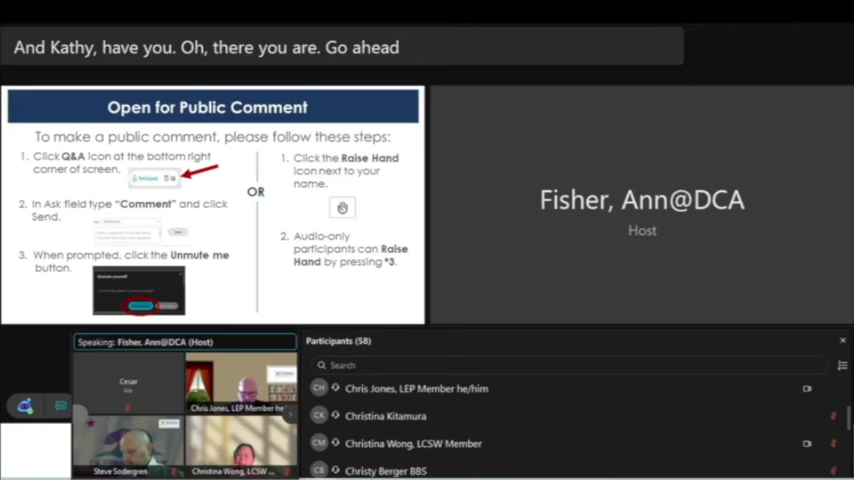 And Kathy, have you. Oh, there you are. Go ahead
Open for Public Comment
To make a public comment, please follow these steps:
1. Click Q&A icon at the bottom right
corner of screen.
2. In Ask field type “Comment” and click
Send.
3. When prompted, click the Unmute me
button.
OR
1. Click the Raise Hand
icon next to your
name.
2. Audio-only
participants can Raise
Hand by pressing *3.
Fisher, Ann@DCA
Host
Speaking: Fisher, Ann@DCA (Host)
Cesar
Me
Chris Jones, LEP Member he
Steve Sodergren
Christina Wong, LCSW ...
Participants (58)
Search
CH Chris Jones, LEP Member he/him
CK Christina Kitamura
CM Christina Wong, LCSW Member
CB Christy Berger BBS